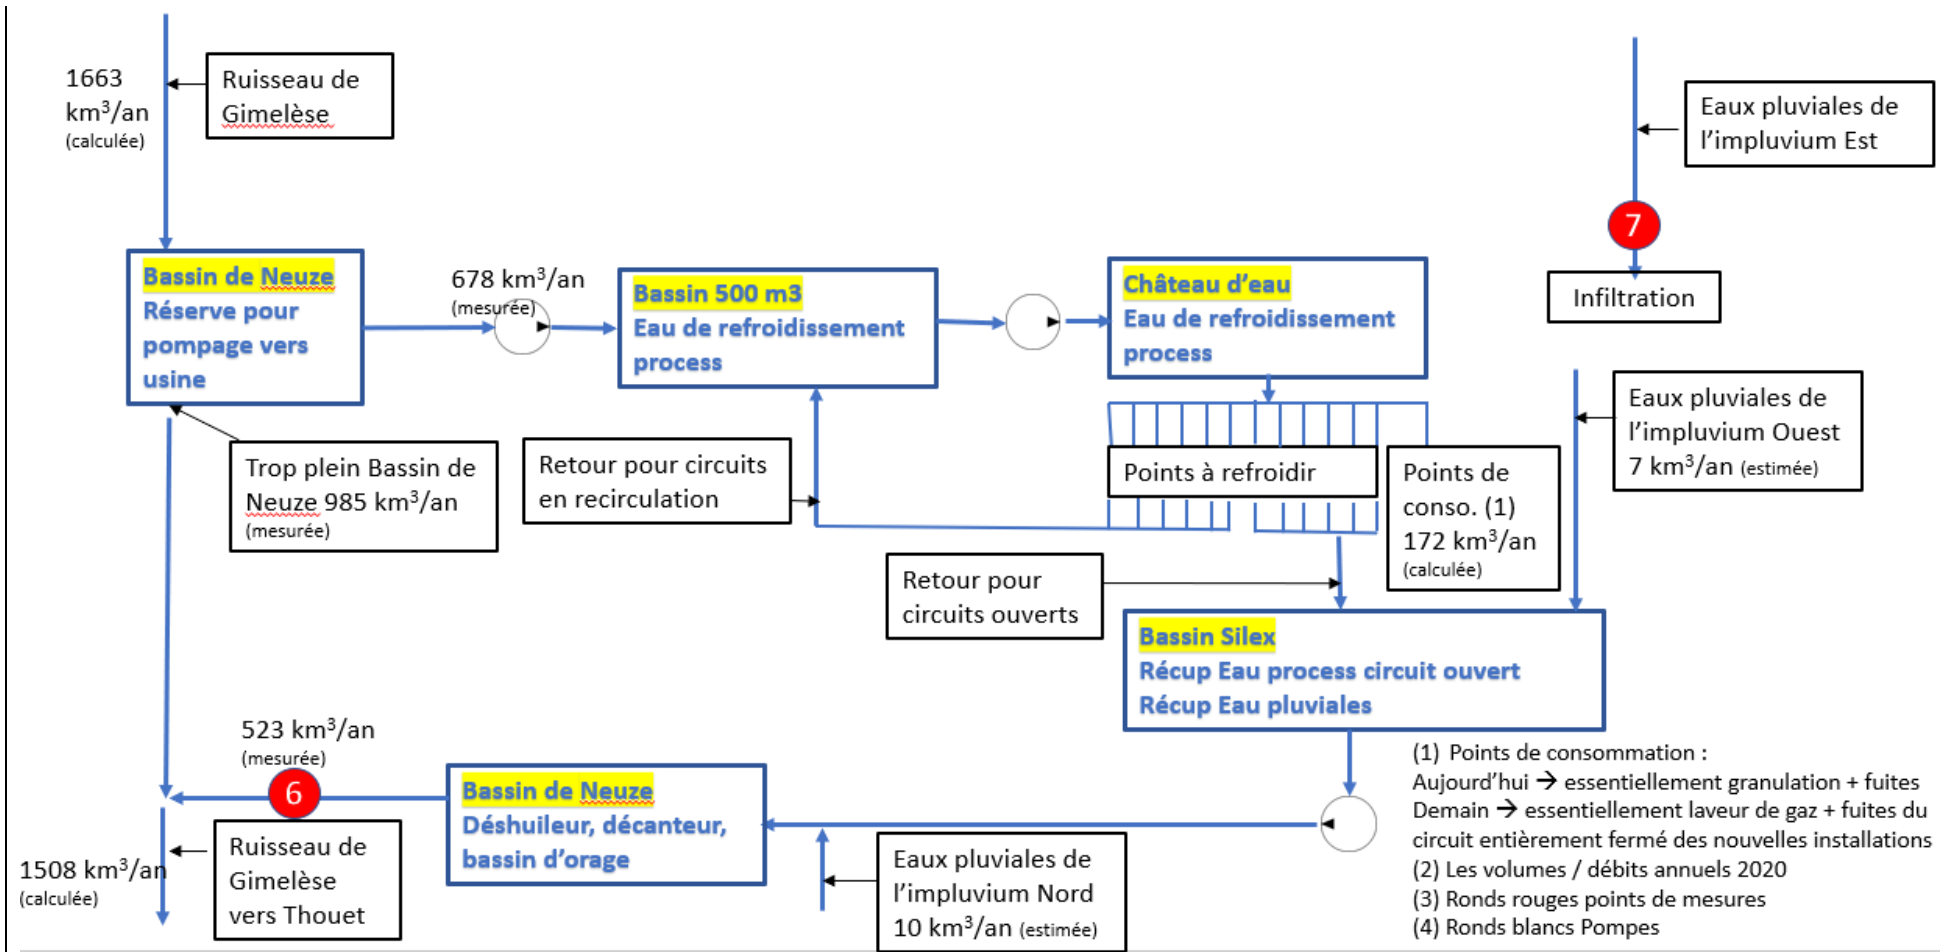 1663
km³/an
(calculée)
Ruisseau de
Gimelèse
Eaux pluviales de
l’impluvium Est
7
Infiltration
Bassin de Neuze
Réserve pour
pompage vers
usine
678 km³/an
(mesurée)
Bassin 500 m3
Eau de refroidissement
process
Château d’eau
Eau de refroidissement
process
Eaux pluviales de
l’impluvium Ouest
7 km³/an (estimée)
Trop plein Bassin de
Neuze 985 km³/an
(mesurée)
Retour pour circuits
en recirculation
Points à refroidir
Points de
conso. (1)
172 km³/an
(calculée)
Retour pour
circuits ouverts
Bassin Silex
Récup Eau process circuit ouvert
Récup Eau pluviales
523 km³/an
(mesurée)
6
Bassin de Neuze
Déshuileur, décanteur,
bassin d’orage
Ruisseau de
Gimelèse
vers Thouet
1508 km³/an
(calculée)
Eaux pluviales de
l’impluvium Nord
10 km³/an (estimée)
(1) Points de consommation :
Aujourd’hui → essentiellement granulation + fuites
Demain → essentiellement laveur de gaz + fuites du
circuit entièrement fermé des nouvelles installations
(2) Les volumes / débits annuels 2020
(3) Ronds rouges points de mesures
(4) Ronds blancs Pompes